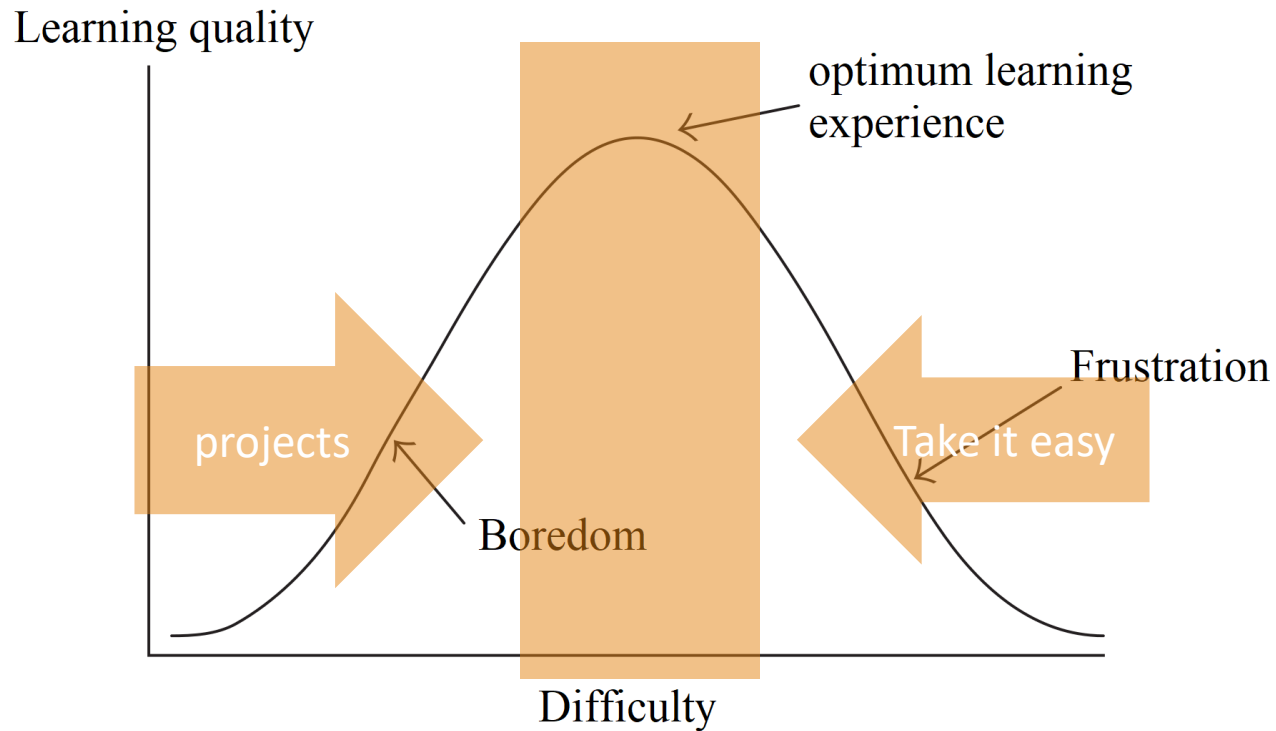 Learning quality
optimum learning
experience
Frustration
projects
Take it easy
Boredom
Difficulty